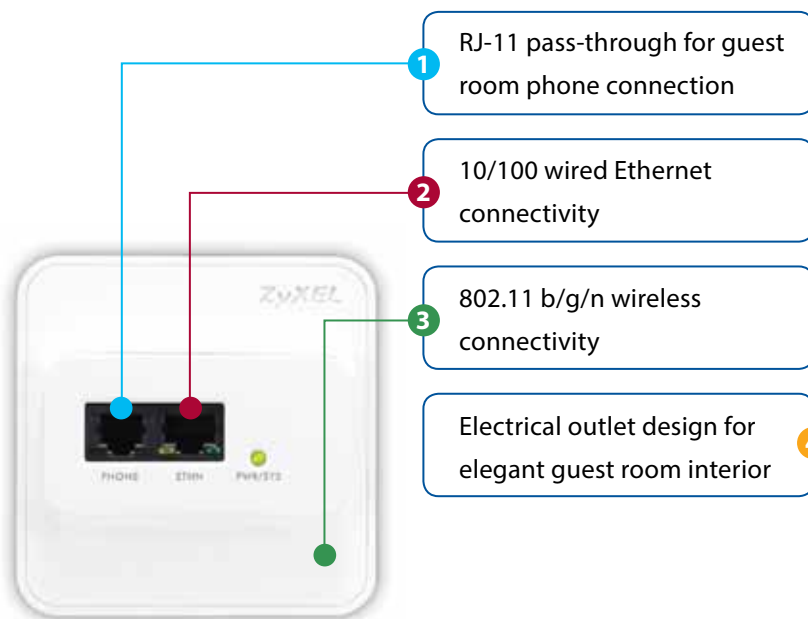 1
RJ-11 pass-through for guest
room phone connection
2
10/100 wired Ethernet
connectivity
ZyXEL
3
802.11 b/g/n wireless
connectivity
Electrical outlet design for
elegant guest room interior
PHONE PWR/SYS